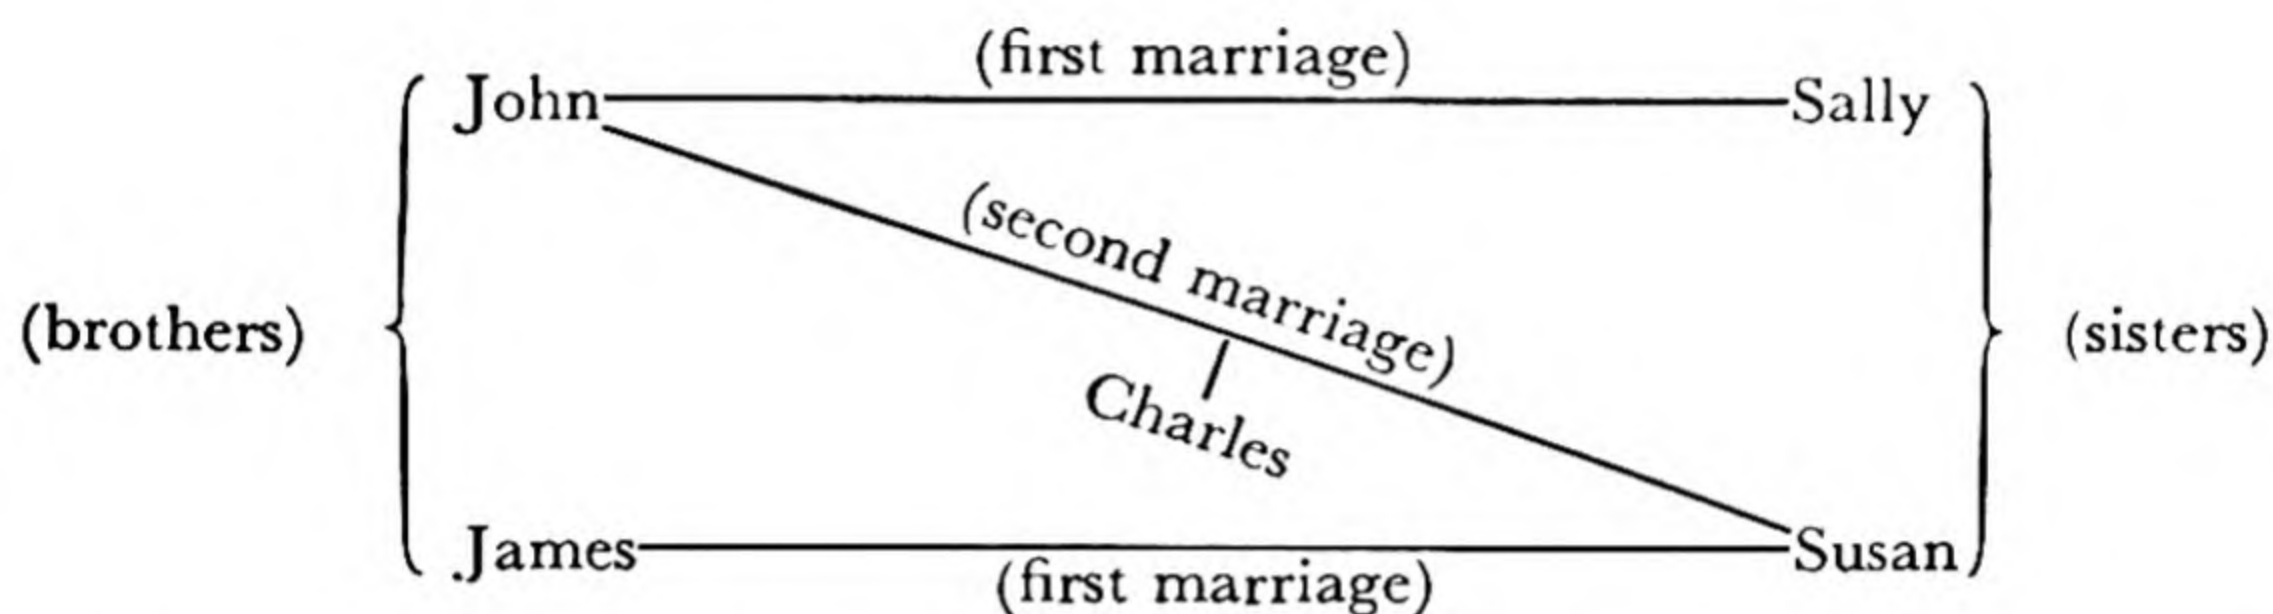 (first marriage)
John Sally
(second marriage)
(brothers) (sisters)
Charles
James Susan
(first marriage)